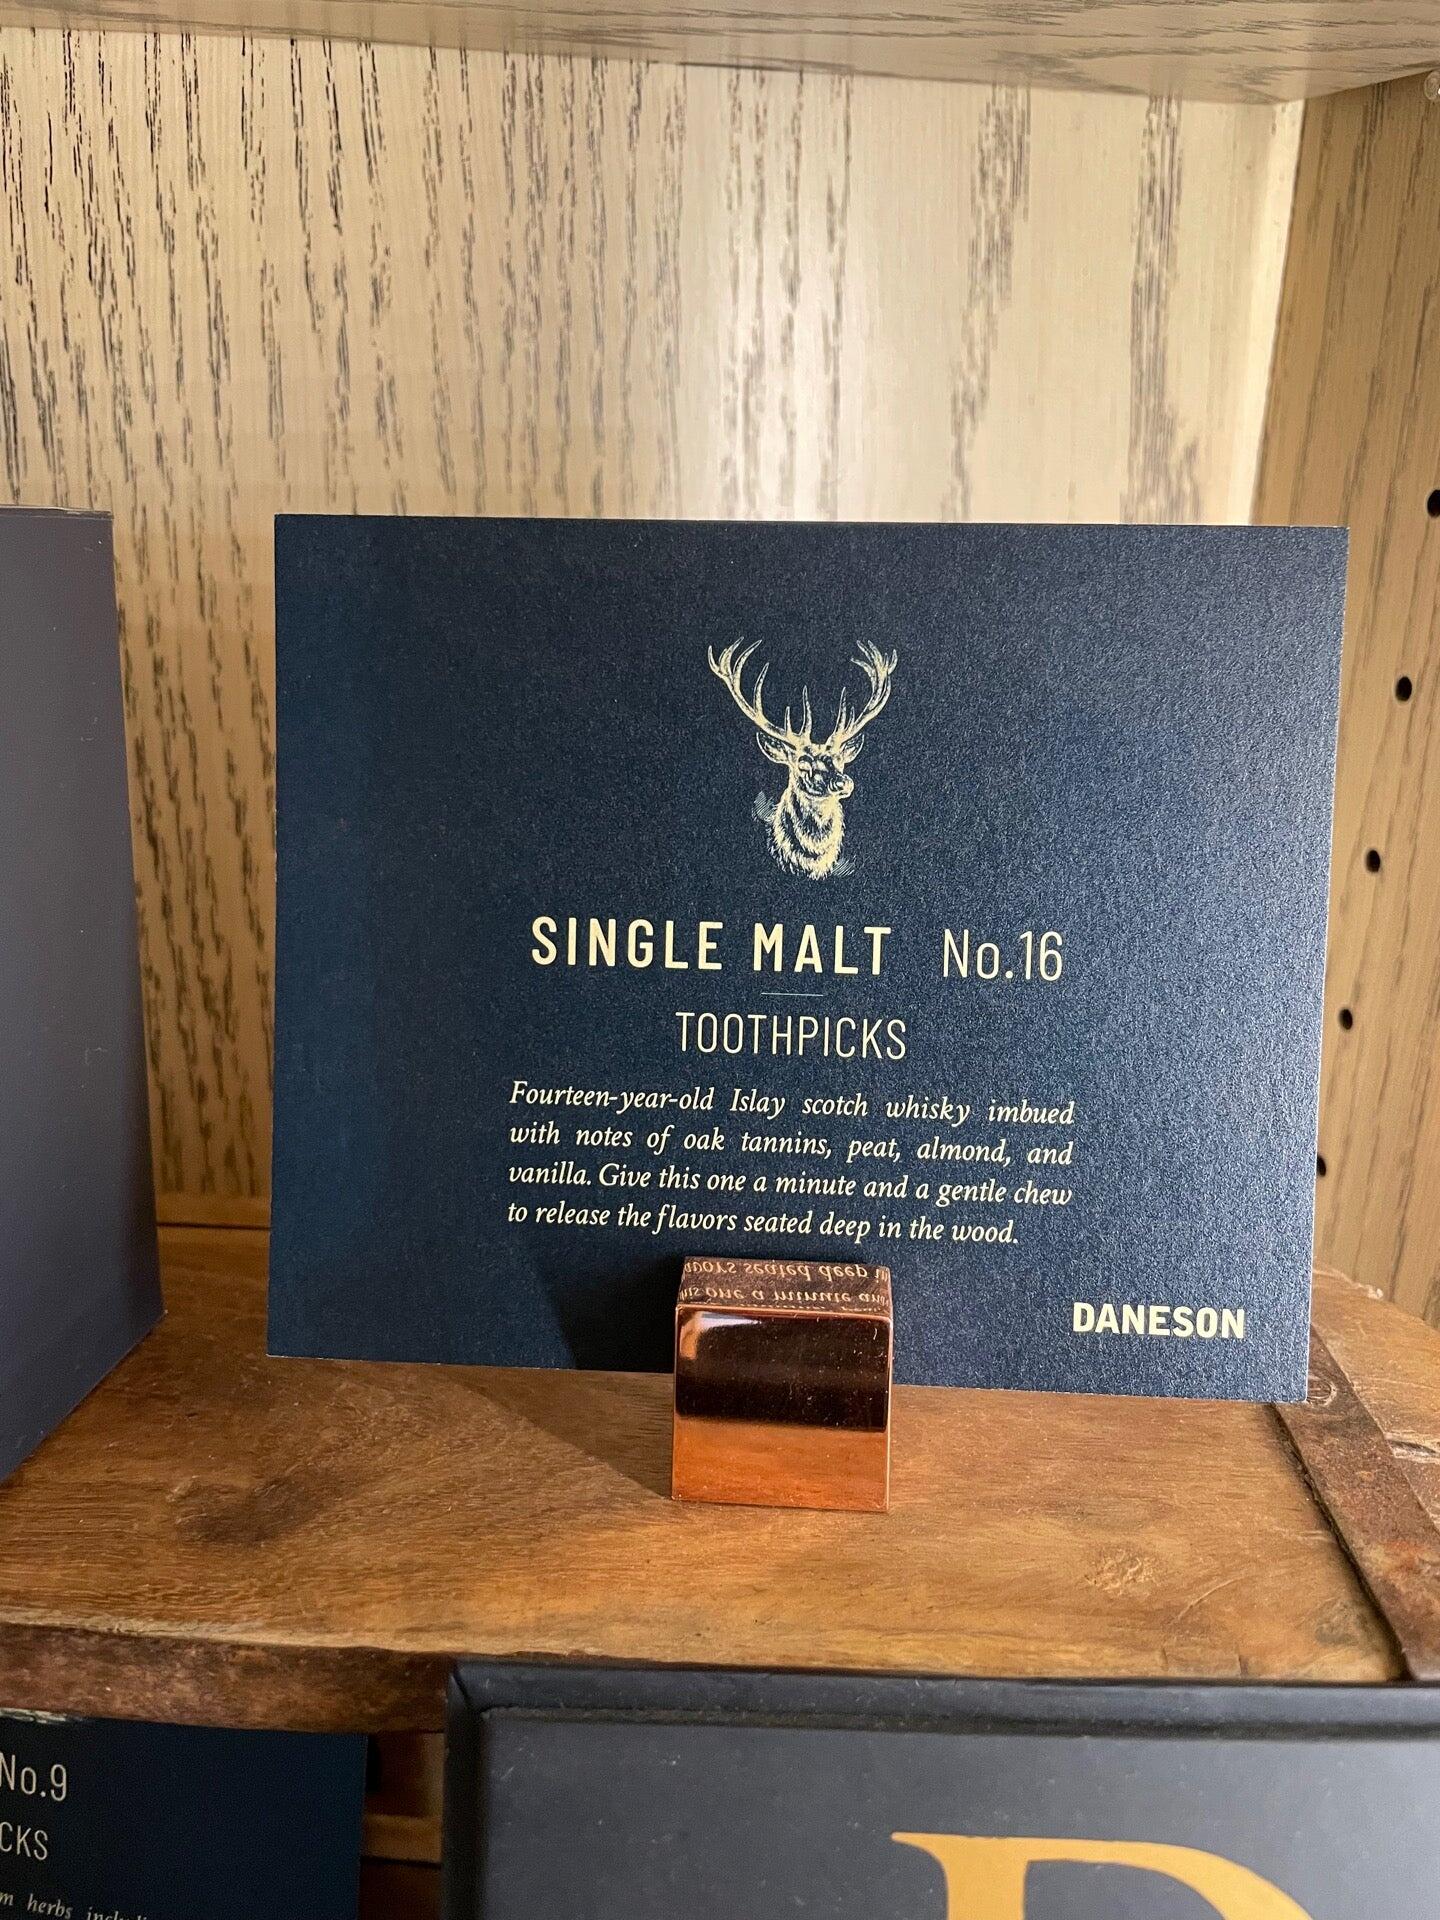 SINGLE MALT No.16
TOOTHPICKS
Fourteen-year-old Islay scotch whisky imbued
with notes of oak tannins, peat, almond, and
vanilla. Give this one a minute and a gentle chew
to release the flavors seated deep in the wood.
DANESON
No.9
CKS
herbs